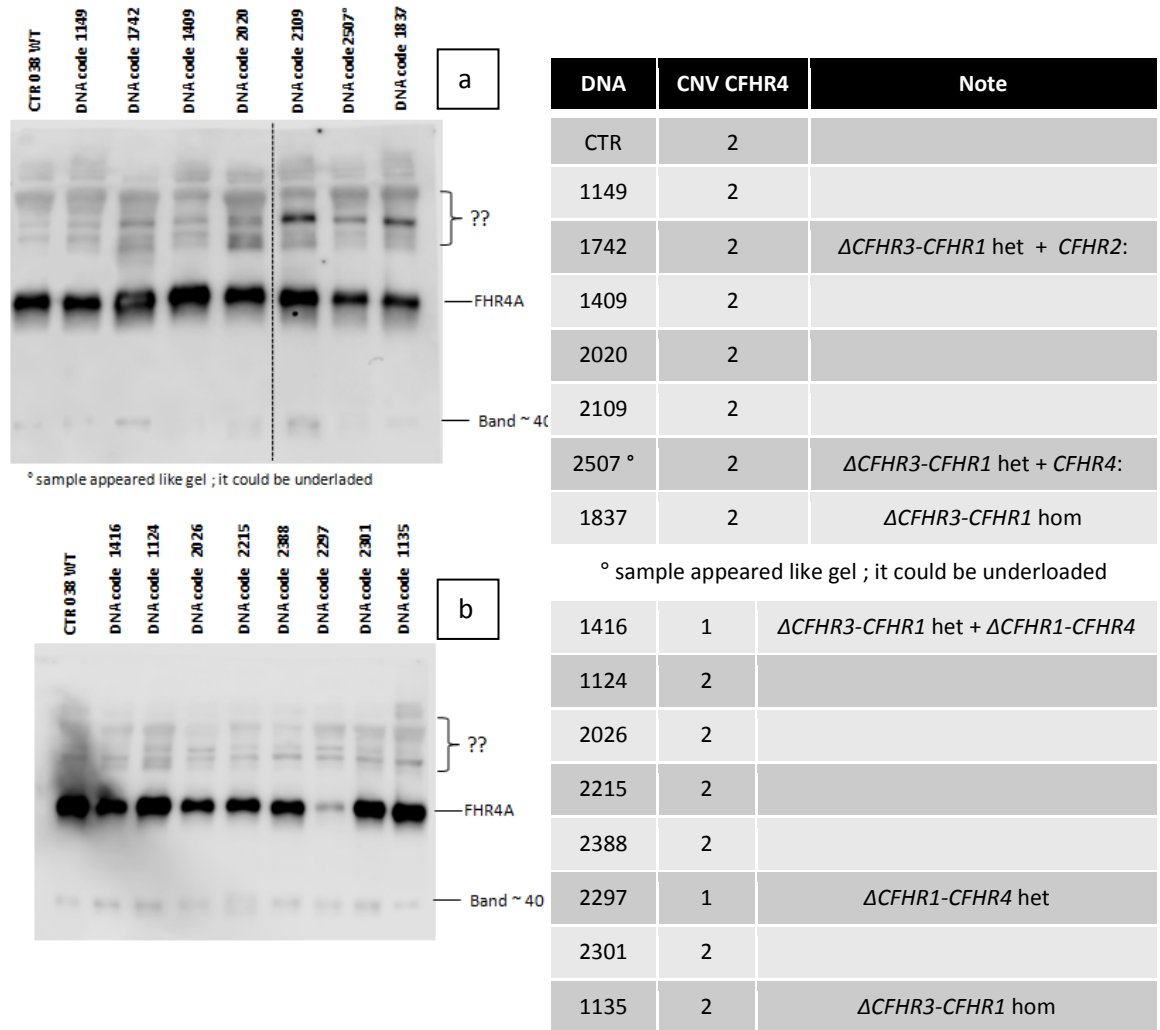 CTR 038 WT
DNA code 1149
DNA code 1742
DNA code 1409
DNA code 2020
DNA code 2109
DNA code 2507°
DNA code 1837
a
??
FHR4A
Band ~ 40
° sample appeared like gel ; it could be underladed
CTR 038 WT
DNA code 1416
DNA code 1124
DNA code 2026
DNA code 2215
DNA code 2388
DNA code 2297
DNA code 2301
DNA code 1135
b
??
FHR4A
Band ~ 40
DNA CNV CFHR4 Note
CTR 2
1149 2
1742 2 ΔCFHR3-CFHR1 het + CFHR2:
1409 2
2020 2
2109 2
2507 ° 2 ΔCFHR3-CFHR1 het + CFHR4:
1837 2 ΔCFHR3-CFHR1 hom
° sample appeared like gel ; it could be underloaded
1416 1 ΔCFHR3-CFHR1 het + ΔCFHR1-CFHR4
1124 2
2026 2
2215 2
2388 2
2297 1 ΔCFHR1-CFHR4 het
2301 2
1135 2 ΔCFHR3-CFHR1 hom